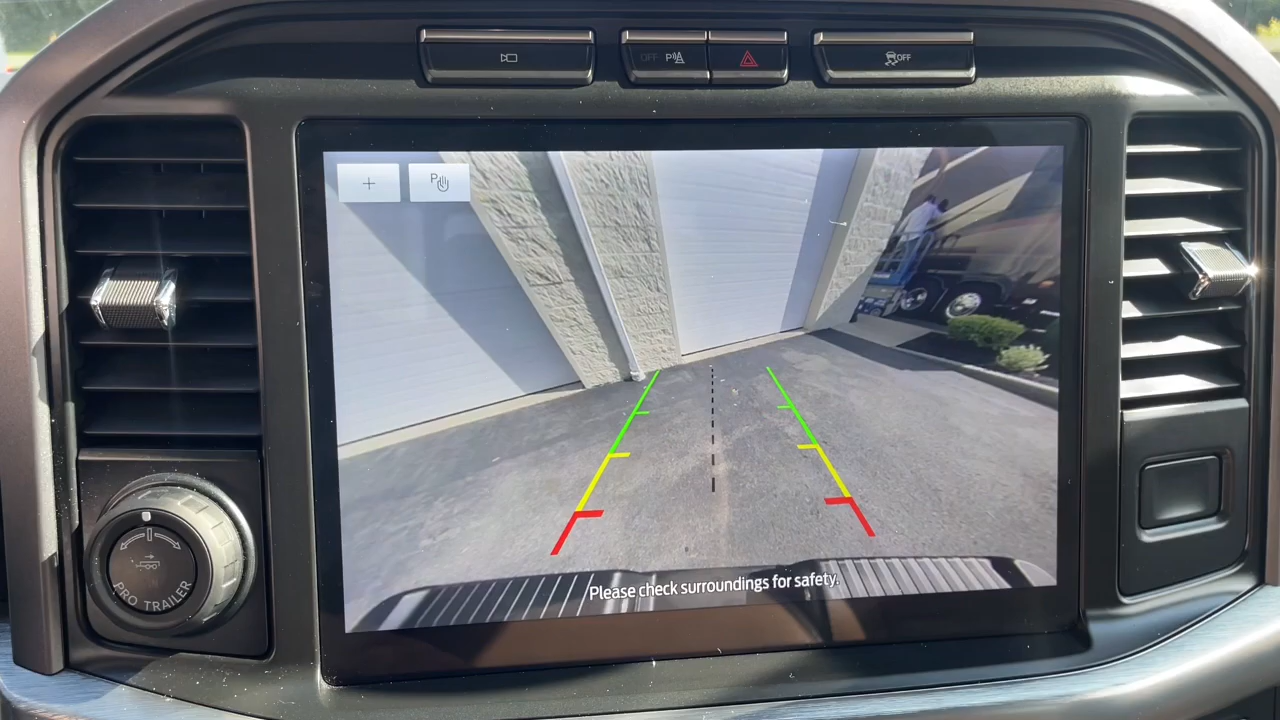 OFF P
OFF
+
P
Please check surroundings for safety.
PRO TRAILER